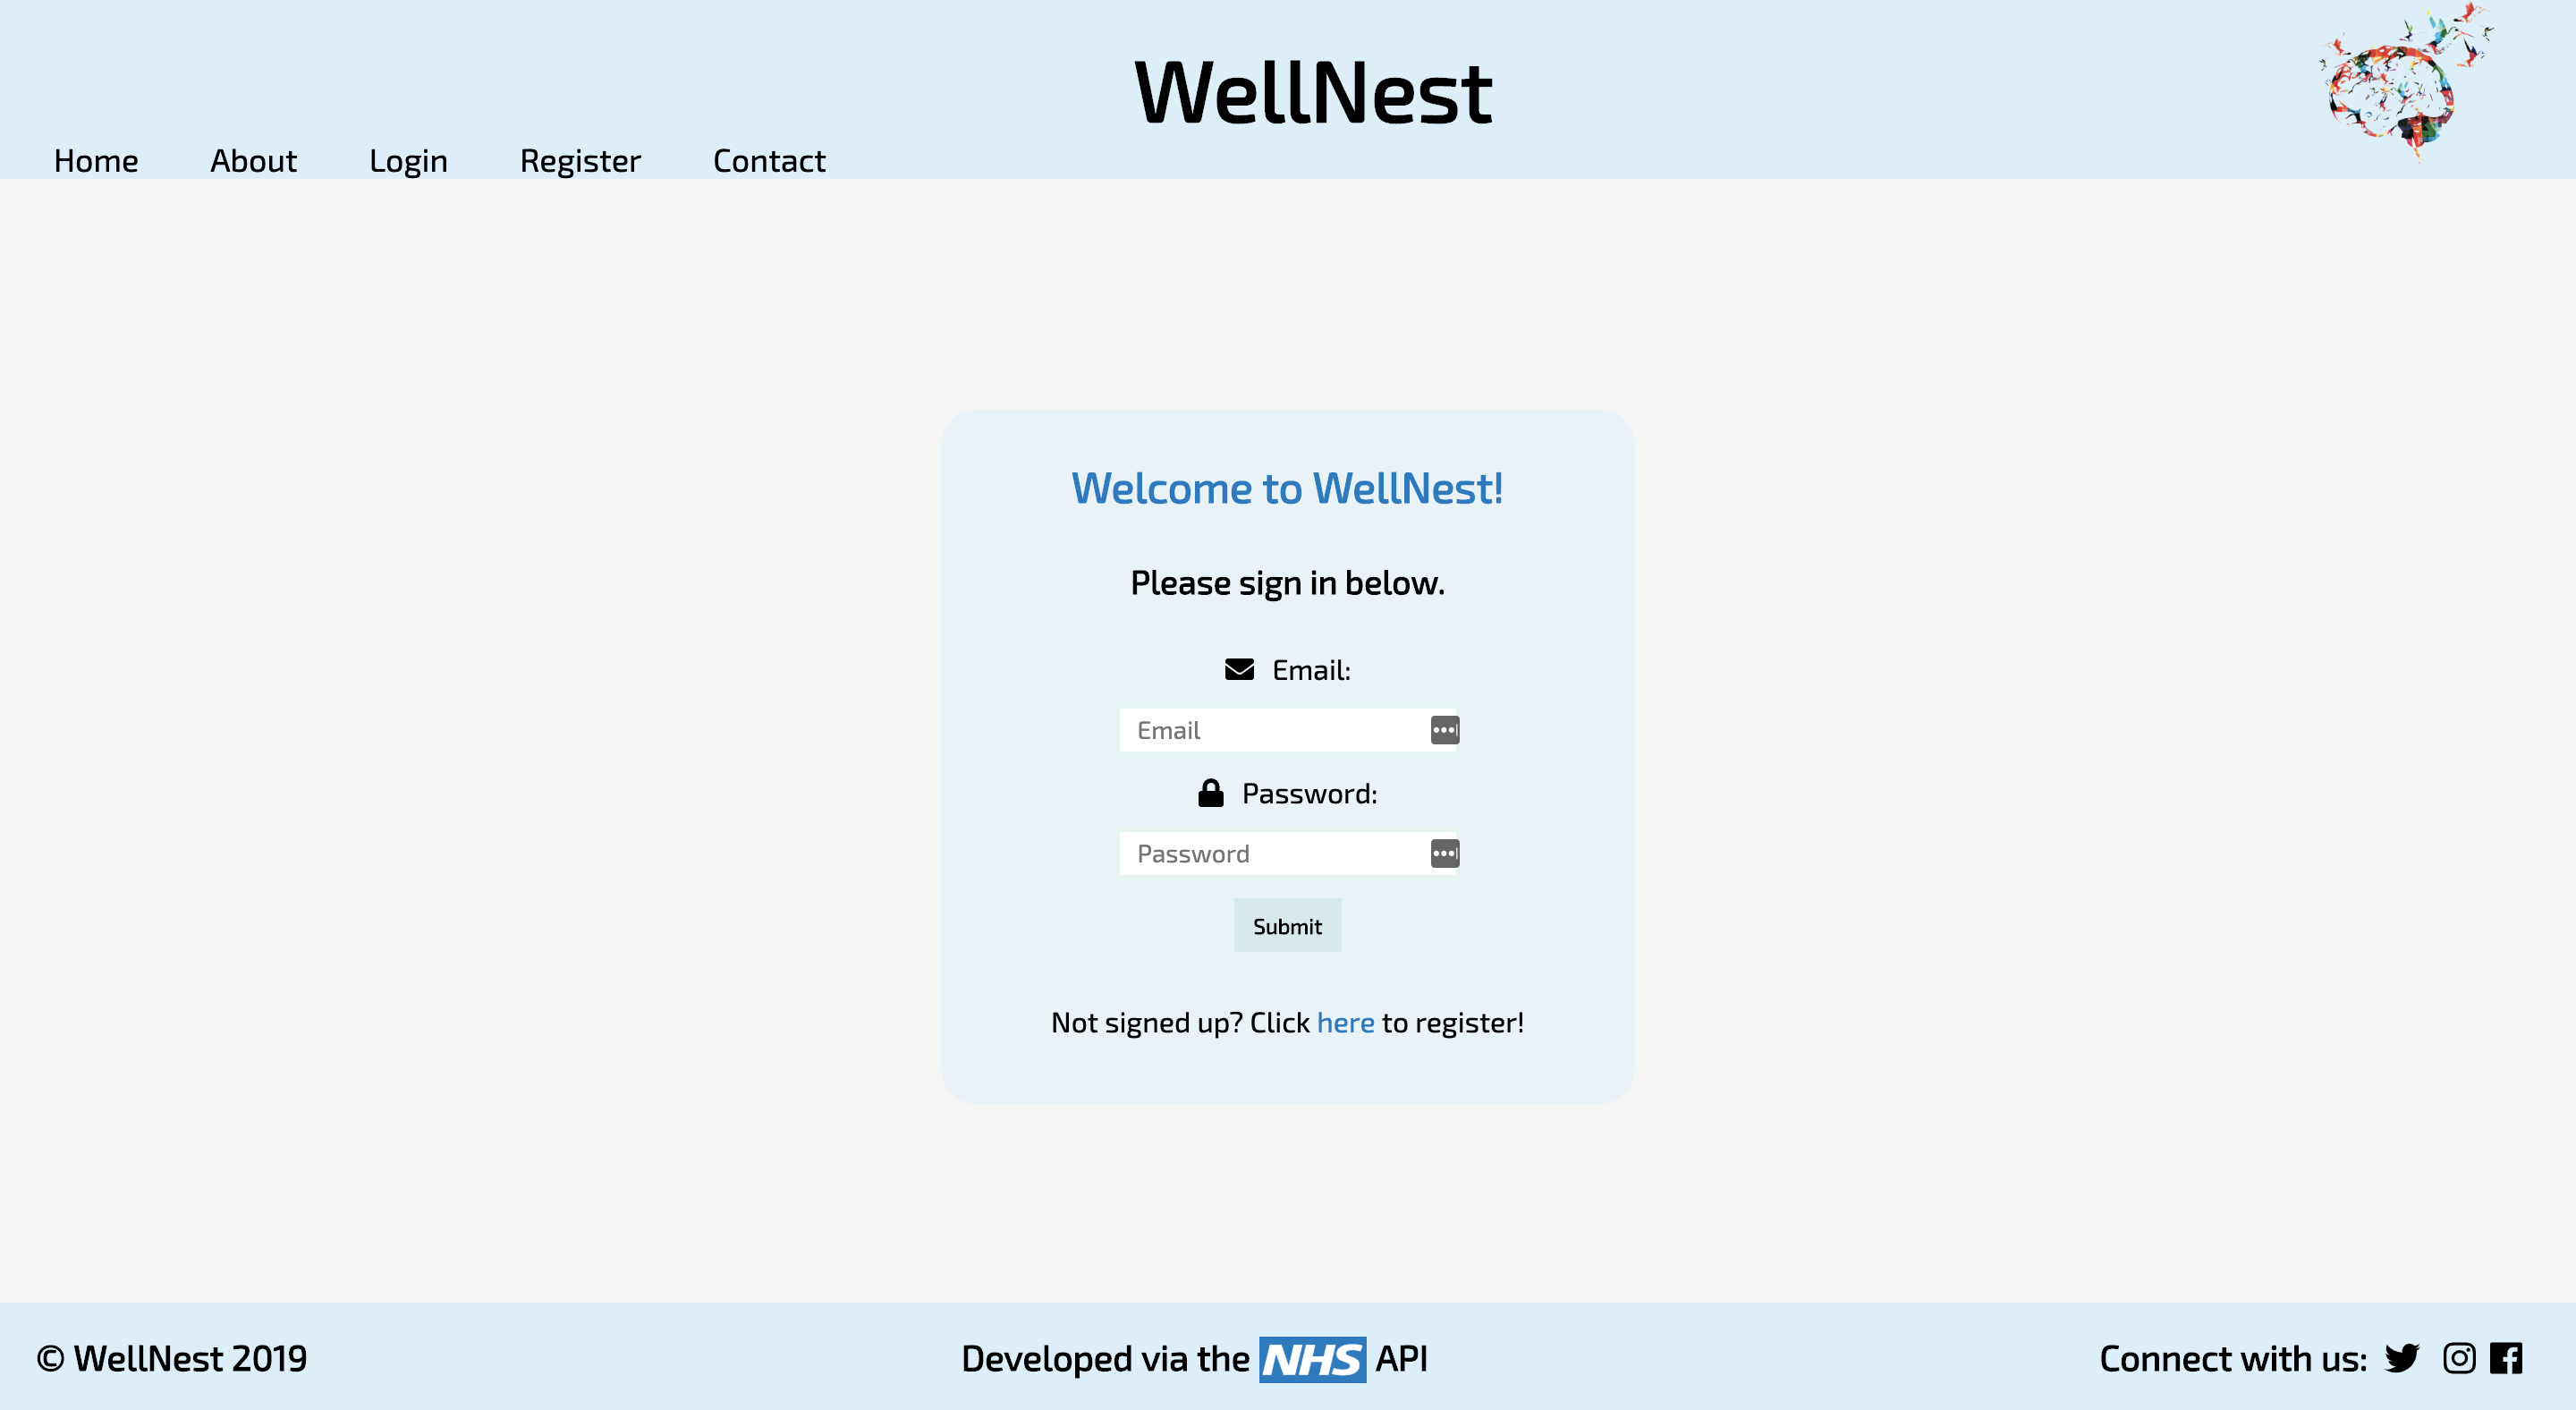 WellNest
Home About Login Register Contact
Welcome to WellNest!
Please sign in below.
Email:
Email
Password:
Password
Submit
Not signed up? Click here to register!
© WellNest 2019
Developed via the NHS API
Connect with us: